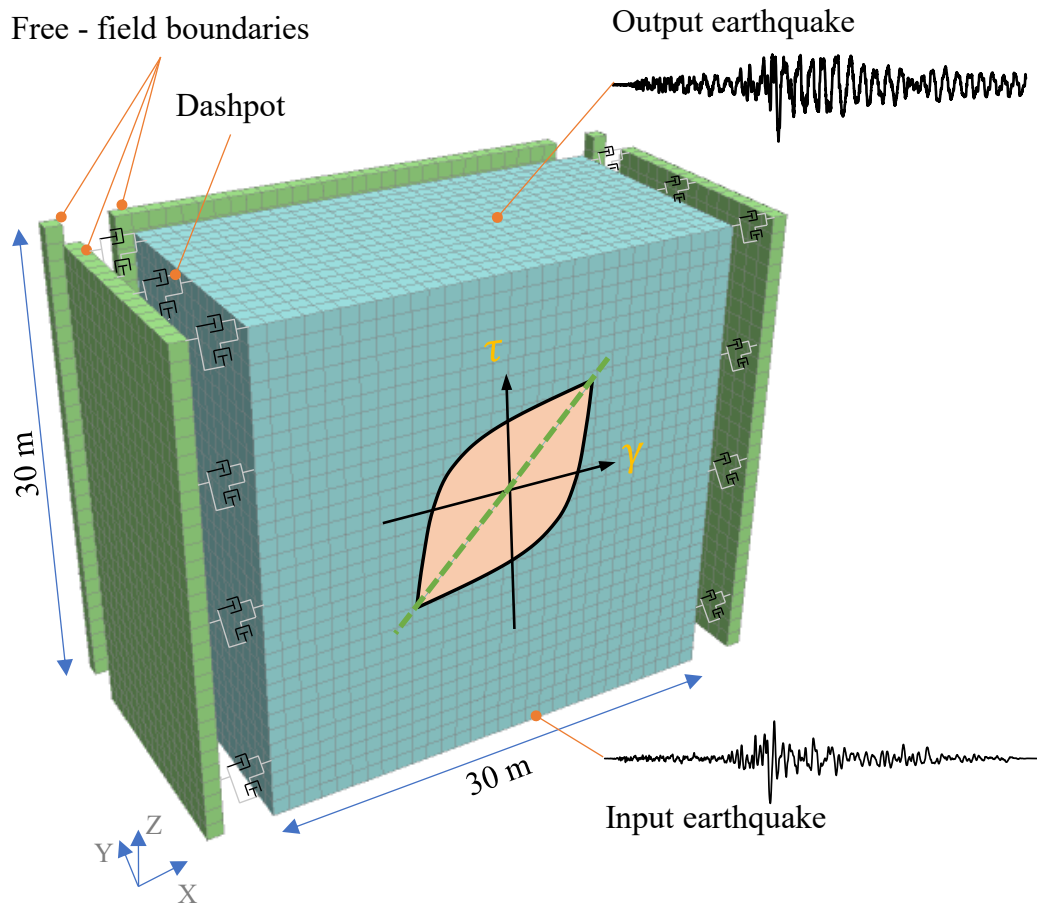 Free - field boundaries
Output earthquake
Dashpot
τ
γ
30 m
30 m
Input earthquake
Z
Y
X